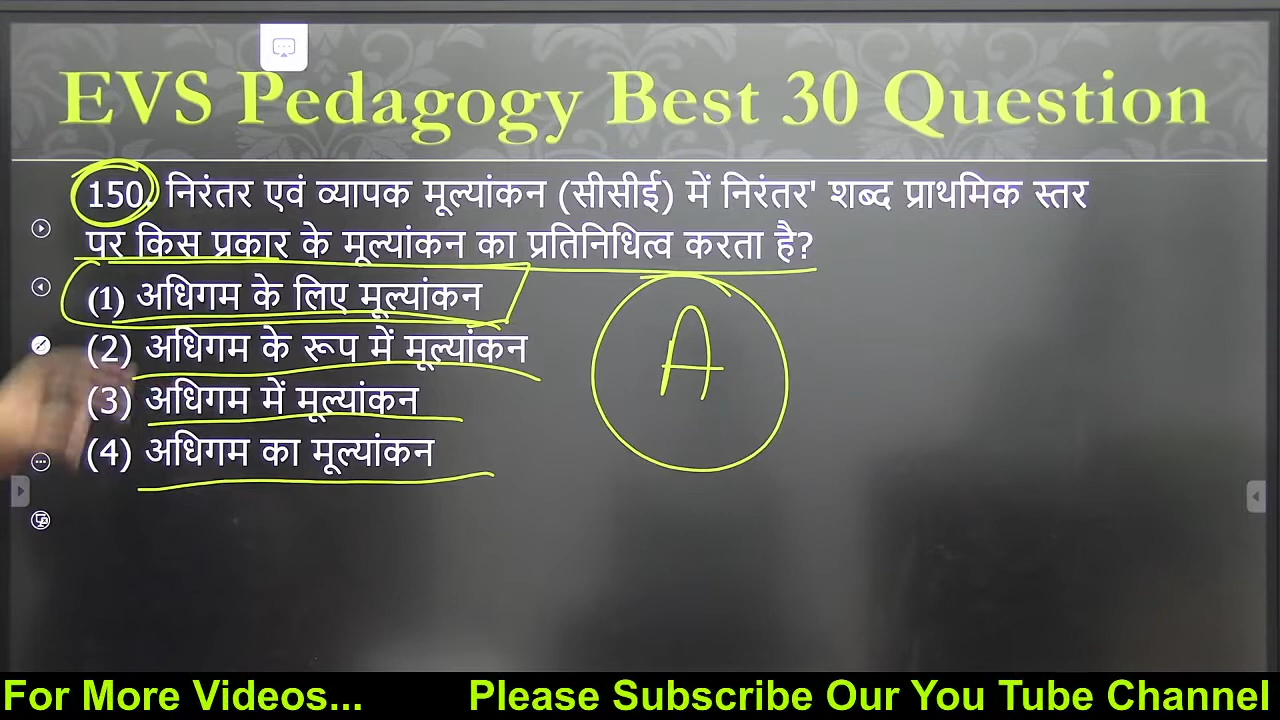 EVS Pedagogy Best 30 Question
150. निरंतर एवं व्यापक मूल्यांकन (सीसीई) में निरंतर' शब्द प्राथमिक स्तर
पर किस प्रकार के मूल्यांकन का प्रतिनिधित्व करता है?
(1) अधिगम के लिए मूल्यांकन
(2) अधिगम के रूप में मूल्यांकन
(3) अधिगम में मूल्यांकन
(4) अधिगम का मूल्यांकन
A
For More Videos... Please Subscribe Our You Tube Channel